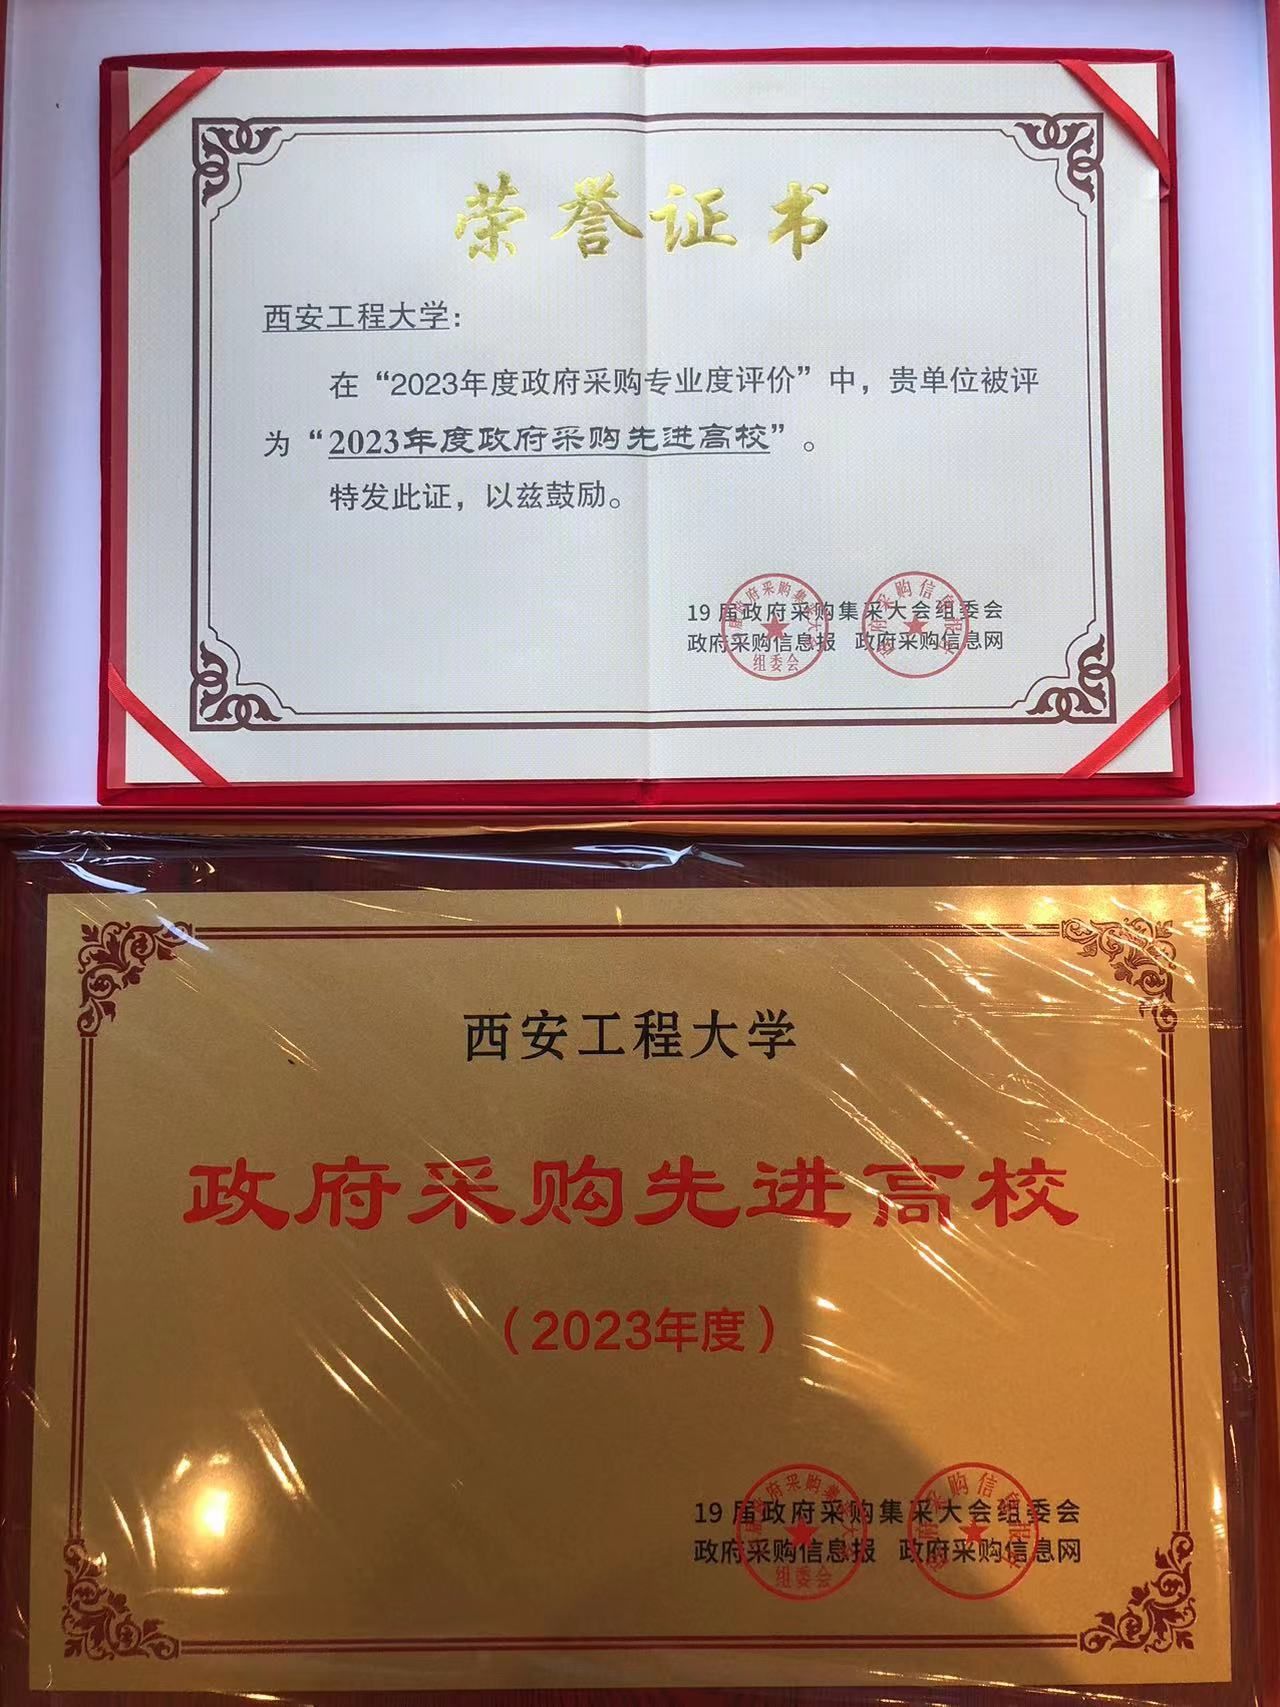 荣誉证书
西安工程大学：
在“2023年度政府采购专业度评价”中，贵单位被评
为“2023年度政府采购先进高校”。
特发此证，以兹鼓励。
19届政府采购集采大会组委会
政府采购信息报 政府采购信息网
组委会
西安工程大学
政府采购先进高校
（2023年度）
19届政府采购集采大会组委会
政府采购信息报 政府采购信息网
组委会